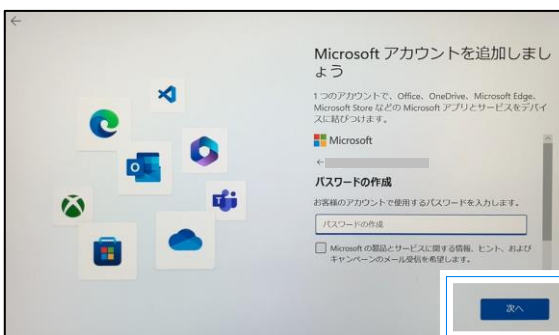 ←
Microsoft アカウントを追加しまし
ょう
1 つのアカウントで、Office、OneDrive、Microsoft Edge、
Microsoft Store などの Microsoft アプリとサービスをデバイ
スに結びつけます。
Microsoft
←
パスワードの作成
お客様のアカウントで使用するパスワードを入力します。
パスワードの作成
Microsoft の製品とサービスに関する情報、ヒント、および
キャンペーンのメール受信を希望します。
次へ